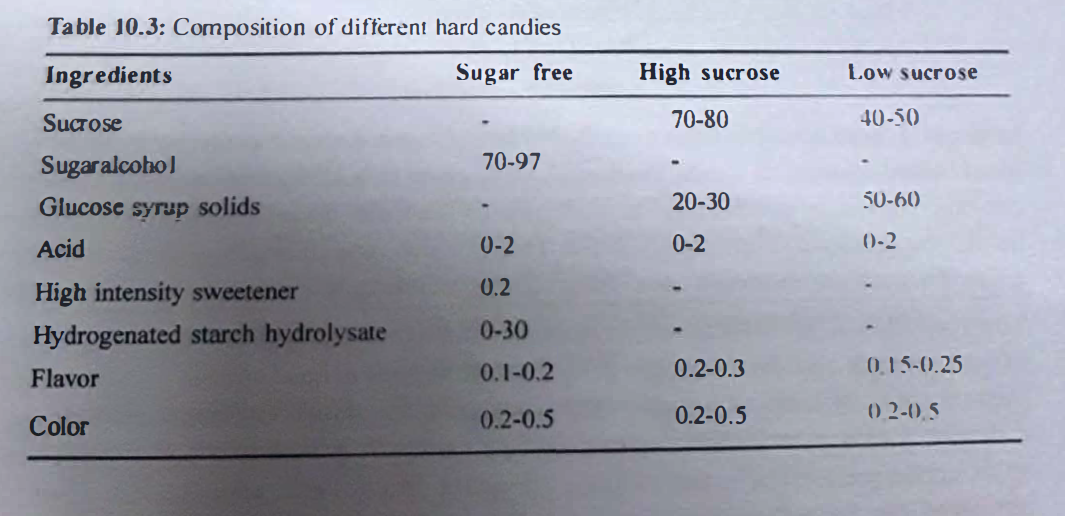 Table 10.3: Composition of different hard candies
Ingredients Sugar free High sucrose Low sucrose
Sucrose - 70-80 40-50
Sugaralcohol 70-97 - -
Glucose syrup solids - 20-30 50-60
Acid 0-2 0-2 0-2
High intensity sweetener 0.2 - -
Hydrogenated starch hydrolysate 0-30 - -
Flavor 0.1-0.2 0.2-0.3 0.15-0.25
Color 0.2-0.5 0.2-0.5 0.2-0.5